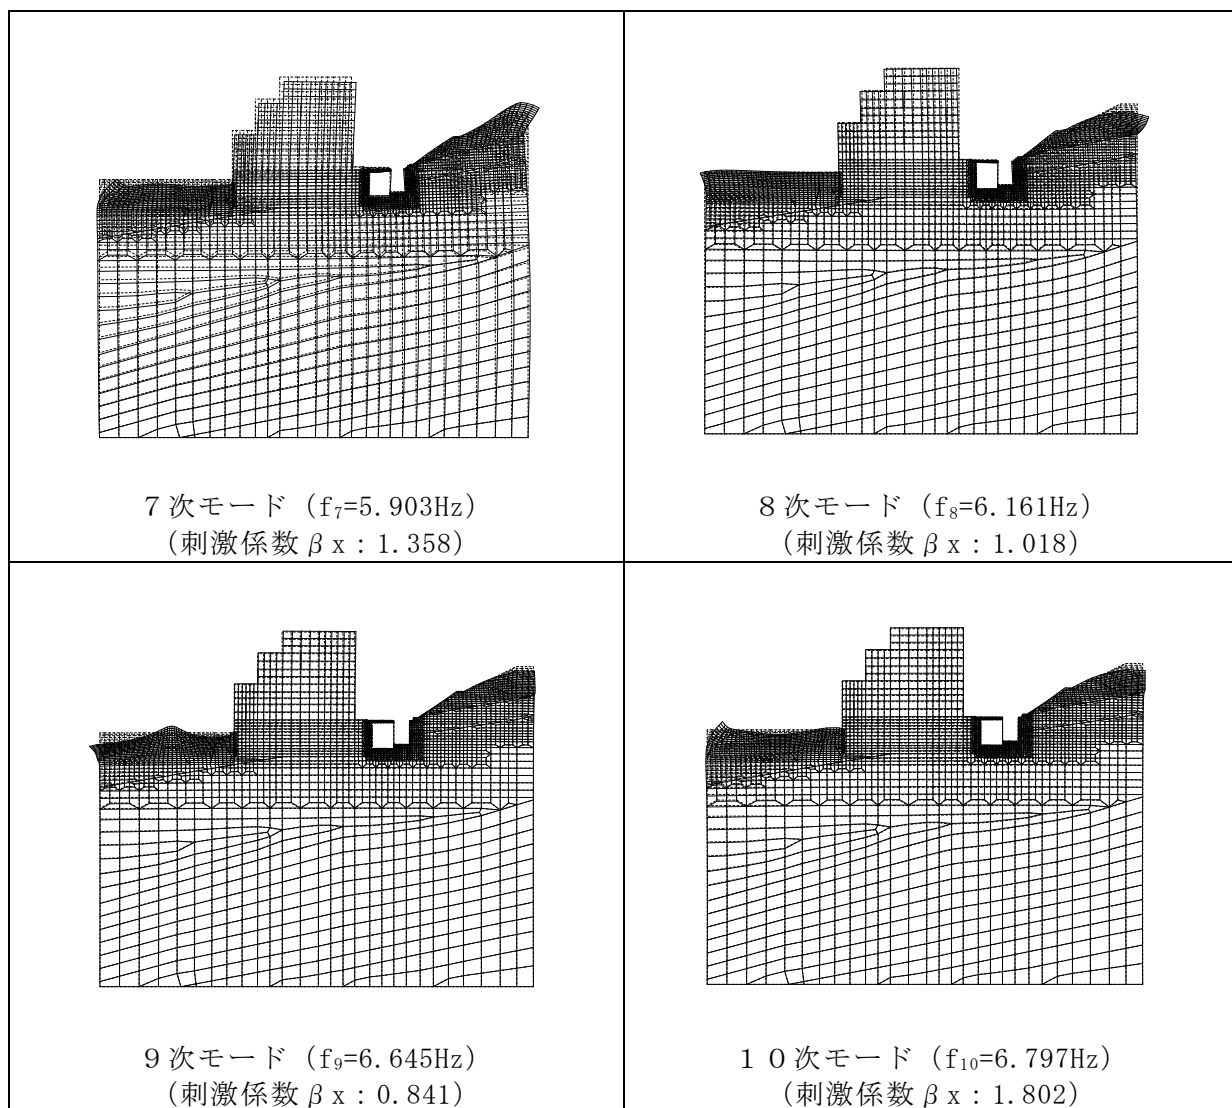 7次モード (f₇=5.903Hz)
(刺激係数βx：1.358)
8次モード (f₈=6.161Hz)
(刺激係数βx：1.018)
9次モード (f₉=6.645Hz)
(刺激係数βx：0.841)
10次モード (f₁₀=6.797Hz)
(刺激係数βx：1.802)